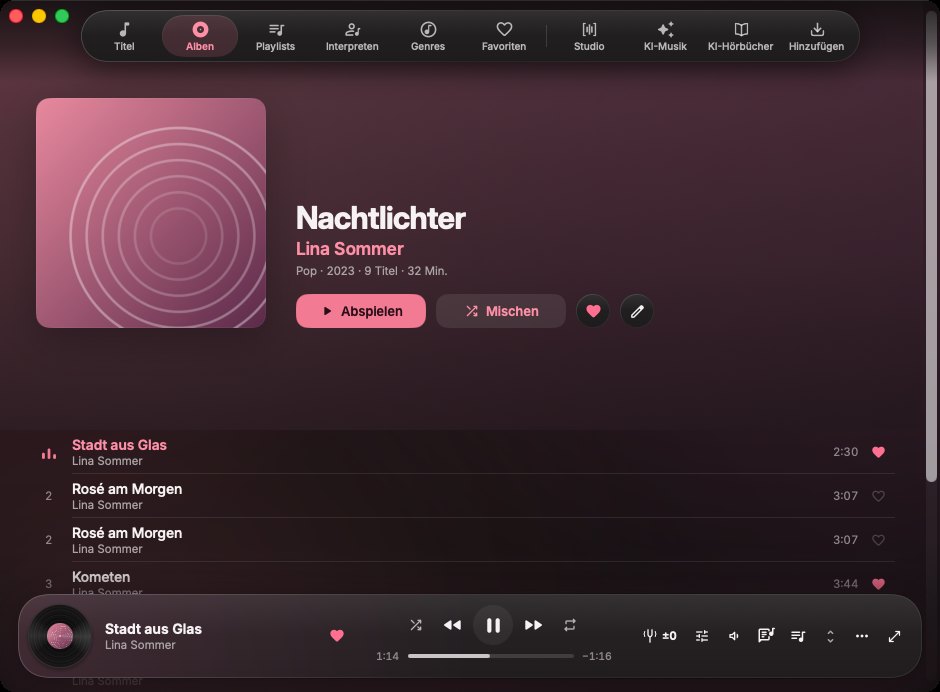 Titel
Alben
Playlists
Interpreten
Genres
Favoriten
Studio
KI-Musik
KI-Hörbücher
Hinzufügen
Nachtlichter
Lina Sommer
Pop · 2023 · 9 Titel · 32 Min.
Abspielen
Mischen
Stadt aus Glas
2:30
Lina Sommer
2
Rosé am Morgen
3:07
Lina Sommer
2
Rosé am Morgen
3:07
Lina Sommer
3
Kometen
3:44
Lina Sommer
Stadt aus Glas
Lina Sommer
1:14
−1:16
±0
Lina Sommer